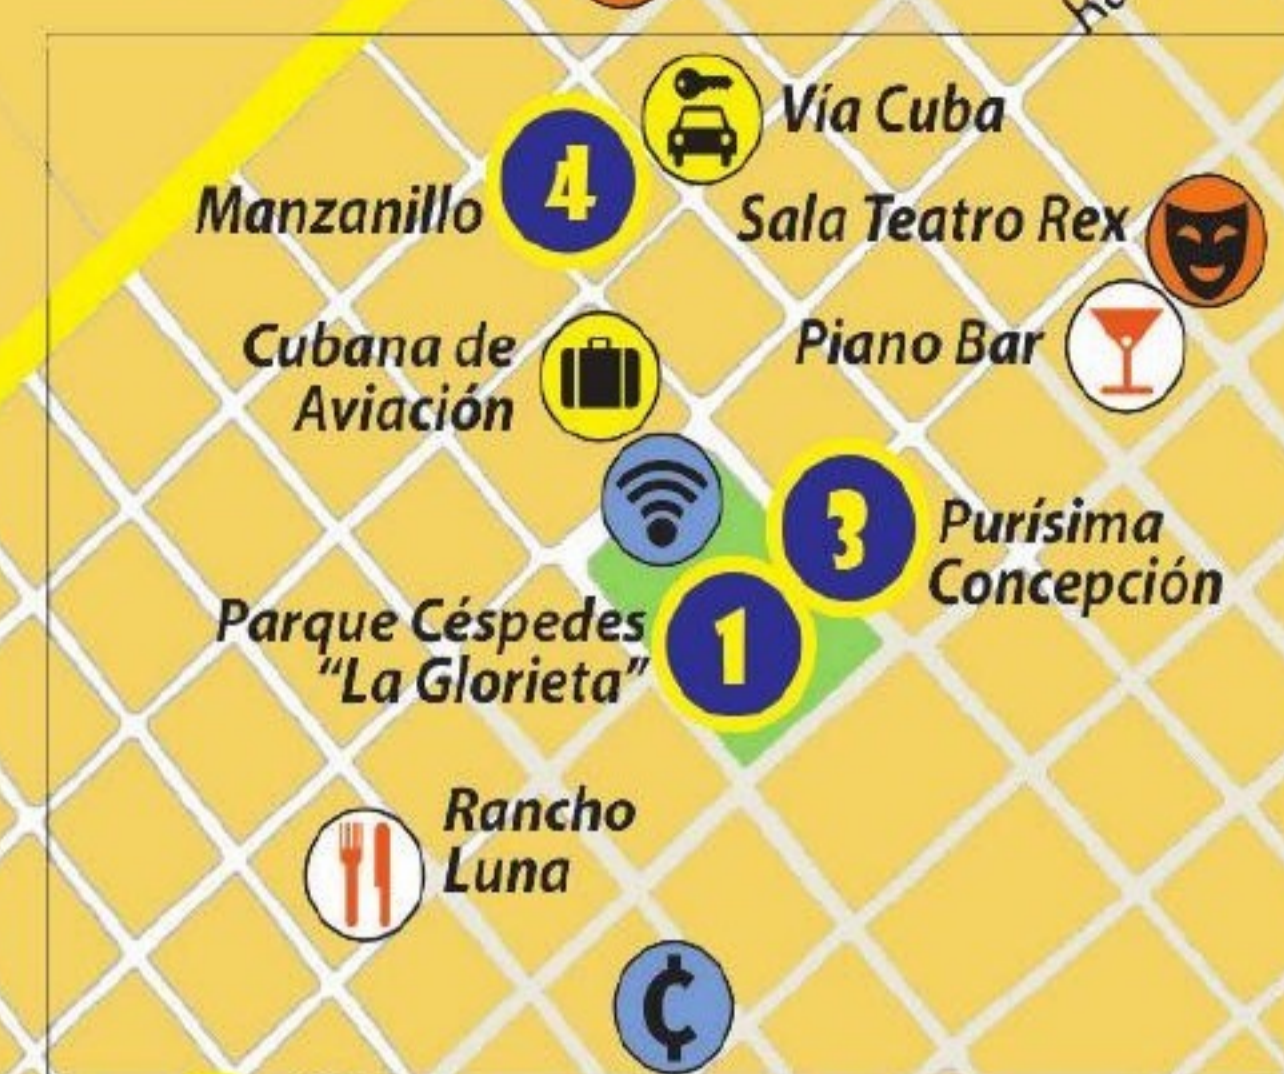 Vía Cuba
4
Manzanillo
Sala Teatro Rex
Cubana de
Aviación
Piano Bar
3
Purísima
Concepción
Parque Céspedes
“La Glorieta”
1
Rancho
Luna
₵